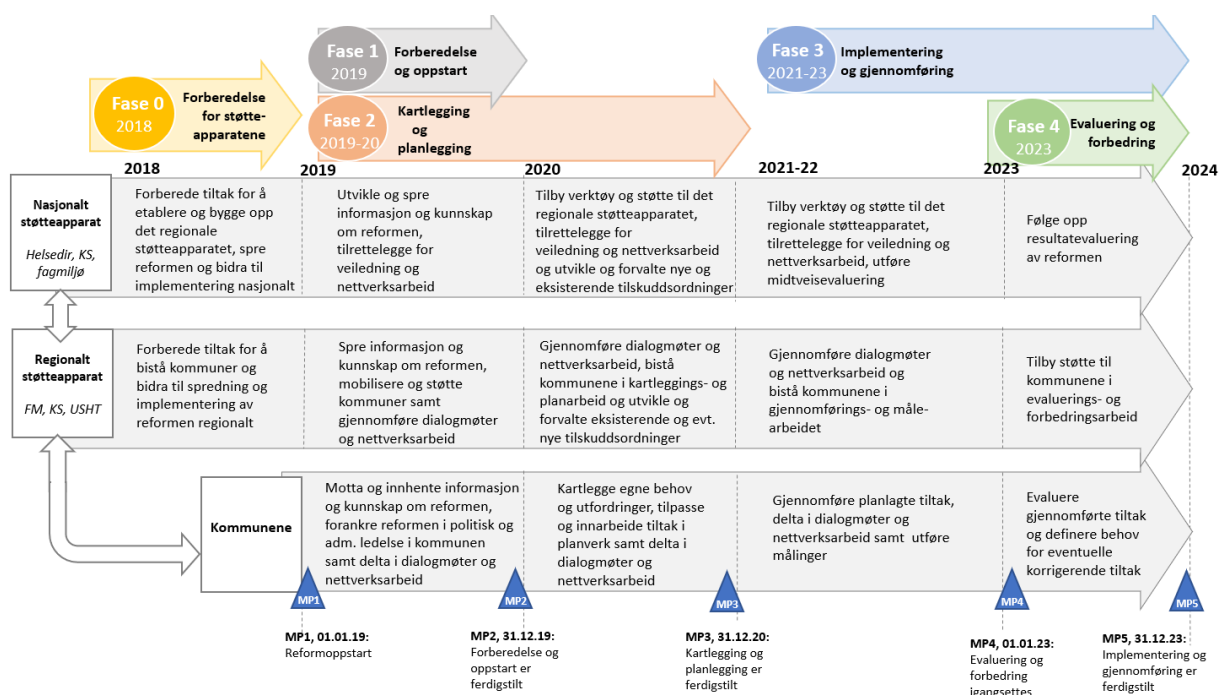 Fase 0
2018
Forberedelse
for støtte-
apparatene
Fase 1
2019
Forberedelse
og oppstart
Fase 2
2019-20
Kartlegging
og
planlegging
Fase 3
2021-23
Implementering
og gjennomføring
Fase 4
2023
Evaluering og
forbedring
2018
2019
2020
2021-22
2023
2024
Nasjonalt
støtteapparat
Helsedir, KS,
fagmiljø
Forberede tiltak for å
etablere og bygge opp
det regionale
støtteapparatet, spre
reformen og bidra til
implementering nasjonalt
Utvikle og spre
informasjon og kunnskap
om reformen,
tilrettelegge for
veiledning og
nettverksarbeid
Tilby verktøy og støtte til det
regionale støtteapparatet,
tilrettelegge for
veiledning og nettverksarbeid
og utvikle og forvalte nye og
eksisterende tilskuddsordninger
Tilby verktøy og støtte til det
regionale støtteapparatet,
tilrettelegge for veiledning og
nettverksarbeid, utføre
midtveisevaluering
Følge opp
resultatevaluering
av reformen
Regionalt
støtteapparat
FM, KS, USHT
Forberede tiltak for å
bistå kommuner og
bidra til spredning og
implementering av
reformen regionalt
Spre informasjon og
kunnskap om reformen,
mobilisere og støtte
kommuner samt
gjennomføre dialogmøter
og nettverksarbeid
Gjennomføre dialogmøter og
nettverksarbeid, bistå
kommunene i kartleggings- og
planarbeid og utvikle og
forvalte eksisterende og evt.
nye tilskuddsordninger
Gjennomføre dialogmøter
og nettverksarbeid og
bistå kommunene i
gjennomførings- og måle-
arbeidet
Tilby støtte til
kommunene i
evaluerings- og
forbedringsarbeid
Kommunene
Motta og innhente informasjon
og kunnskap om reformen,
forankre reformen i politisk og
adm. ledelse i kommunen
samt delta i dialogmøter og
nettverksarbeid
Kartlegge egne behov
og utfordringer, tilpasse
og innarbeide tiltak i
planverk samt delta i
dialogmøter og
nettverksarbeid
Gjennomføre planlagte tiltak,
delta i dialogmøter og
nettverksarbeid samt utføre
målinger
Evaluere
gjennomførte tiltak
og definere behov
for eventuelle
korrigerende tiltak
MP1
MP2
MP3
MP4
MP5
MP1, 01.01.19:
Reformoppstart
MP2, 31.12.19:
Forberedelse og
oppstart er
ferdigstilt
MP3, 31.12.20:
Kartlegging og
planlegging er
ferdigstilt
MP4, 01.01.23:
Evaluering og
forbedring
igangsettes
MP5, 31.12.23:
Implementering og
gjennomføring er
ferdigstilt